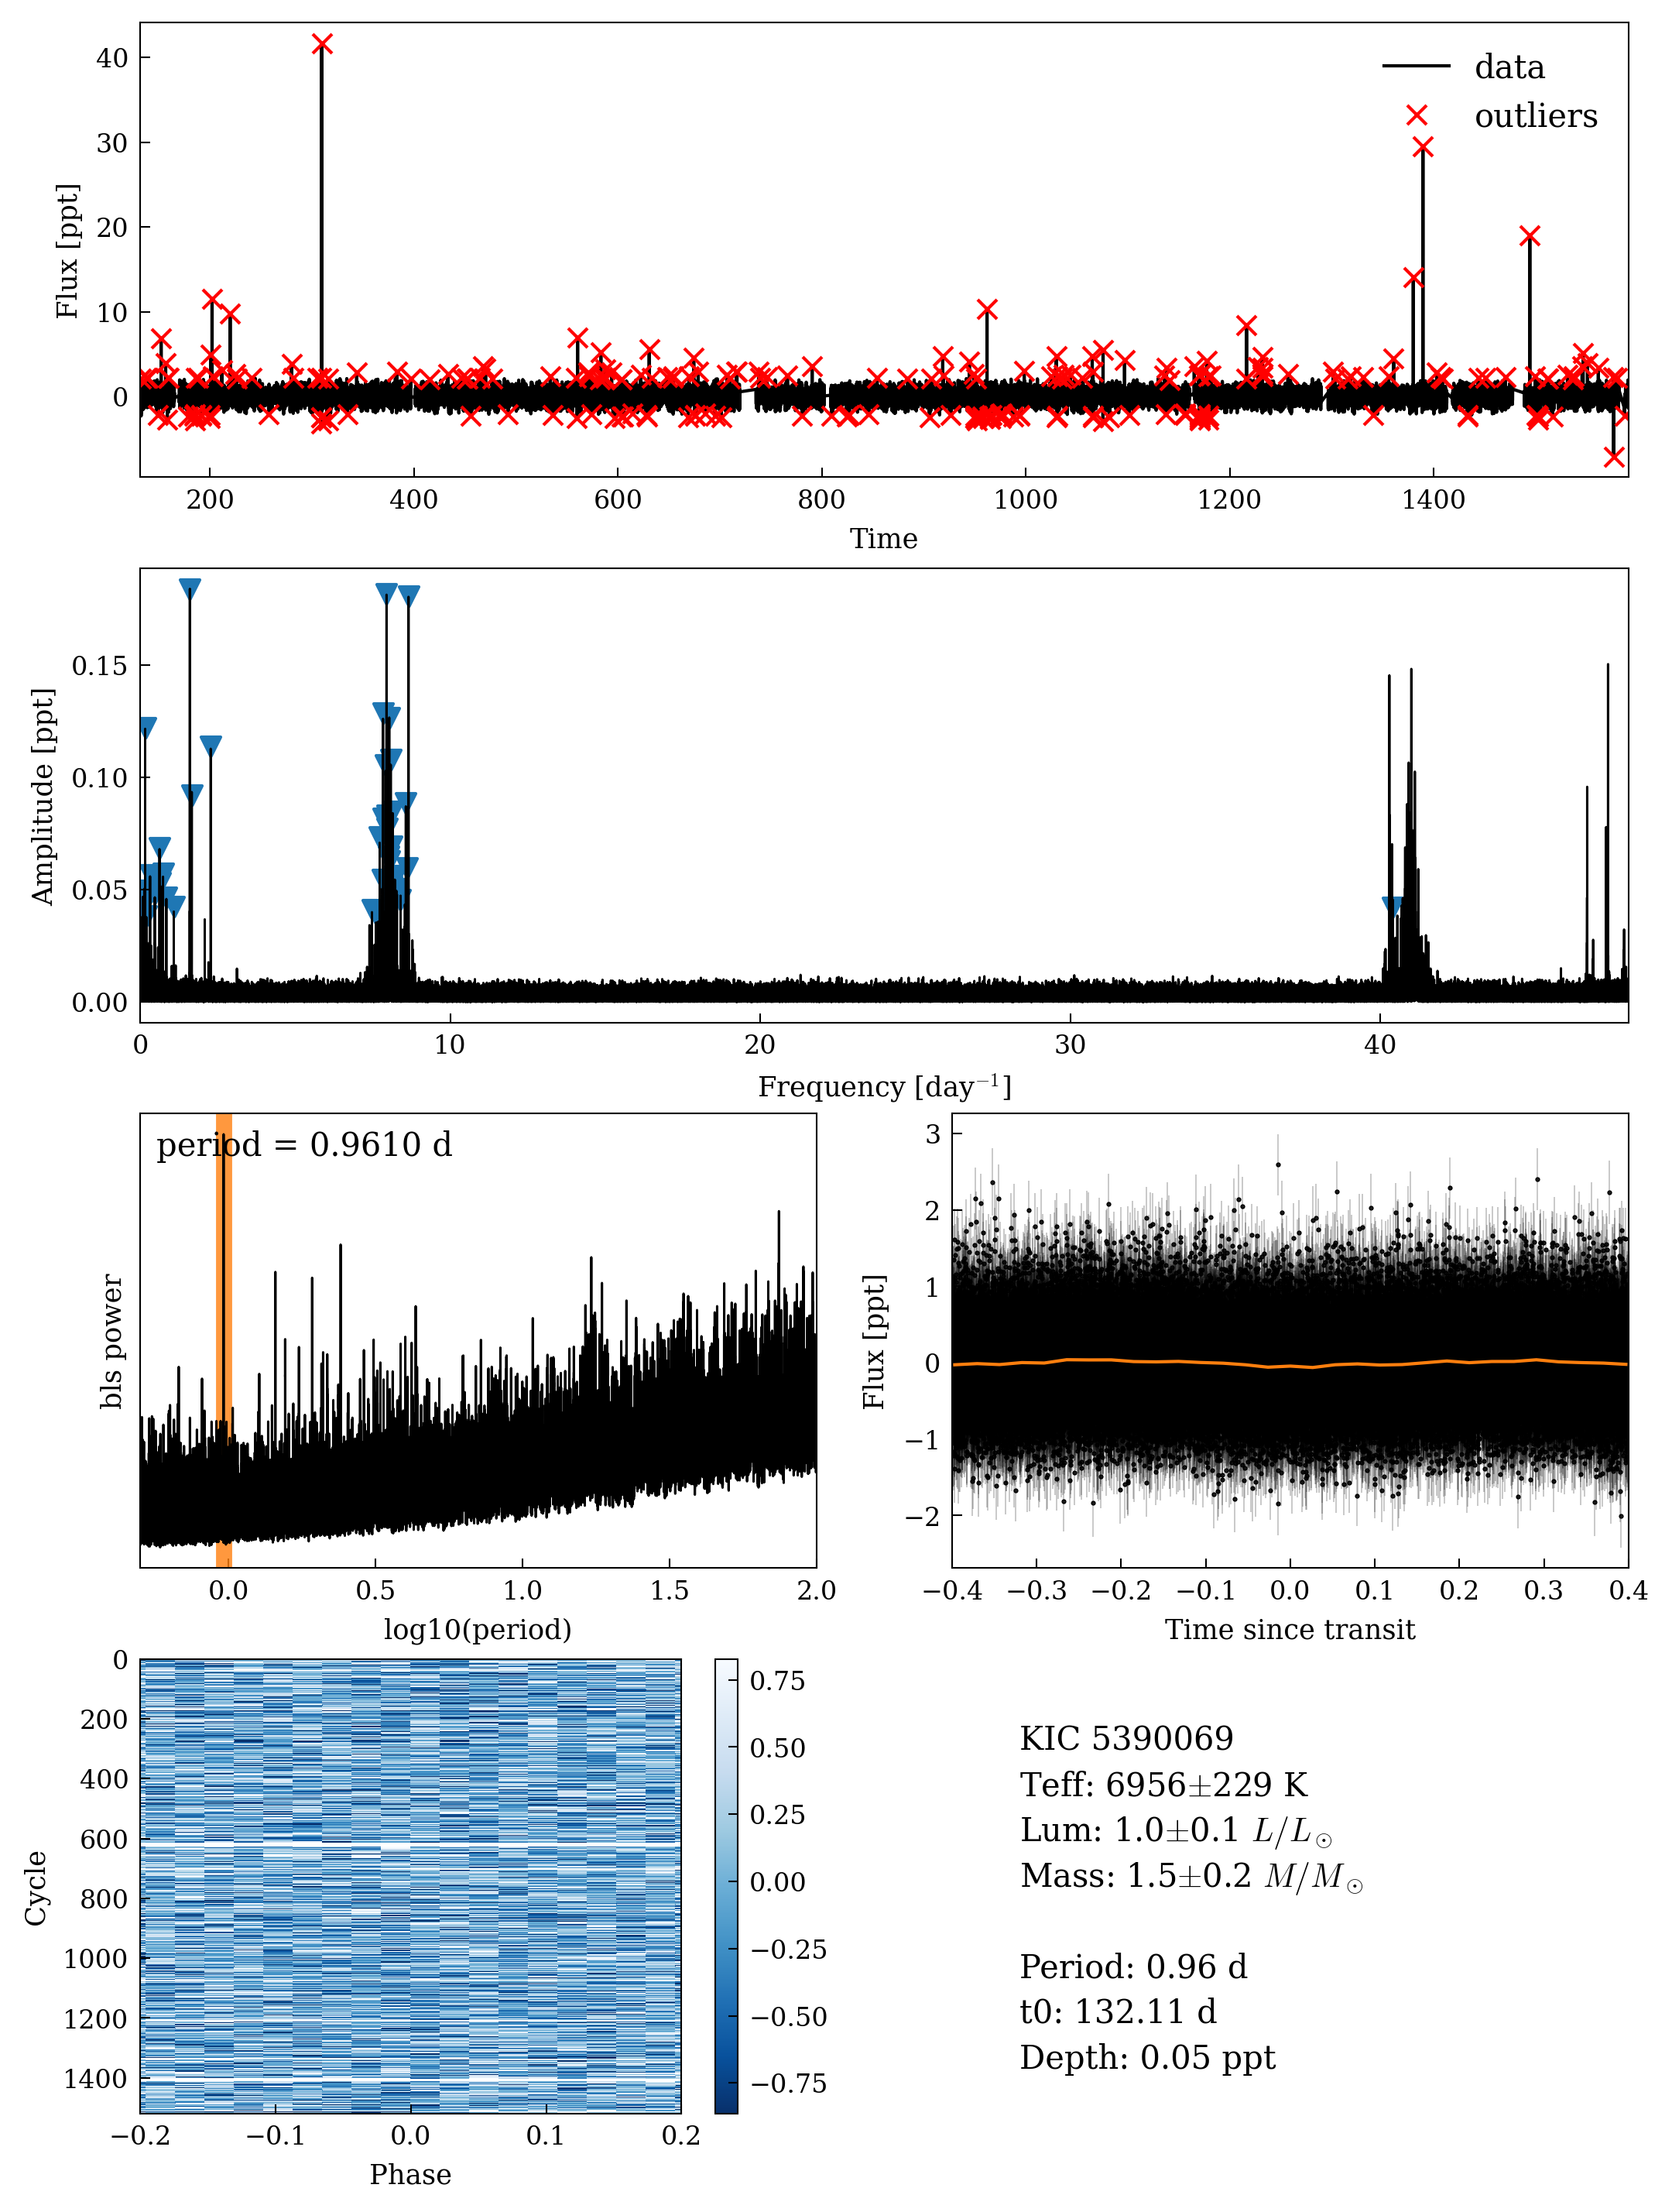 40
30
20
10
0
Flux [ppt]
data
outliers
200 400 600 800 1000 1200 1400
Time
0.15
0.10
0.05
0.00
Amplitude [ppt]
0 10 20 30 40
Frequency [day⁻¹]
period = 0.9610 d
bls power
0.0 0.5 1.0 1.5 2.0
log10(period)
3
2
1
0
−1
−2
Flux [ppt]
−0.4 −0.3 −0.2 −0.1 0.0 0.1 0.2 0.3 0.4
Time since transit
0
200
400
600
800
1000
1200
1400
Cycle
−0.2 −0.1 0.0 0.1 0.2
Phase
0.75
0.50
0.25
0.00
−0.25
−0.50
−0.75
KIC 5390069
Teff: 6956±229 K
Lum: 1.0±0.1 L/L⊙
Mass: 1.5±0.2 M/M⊙
Period: 0.96 d
t0: 132.11 d
Depth: 0.05 ppt